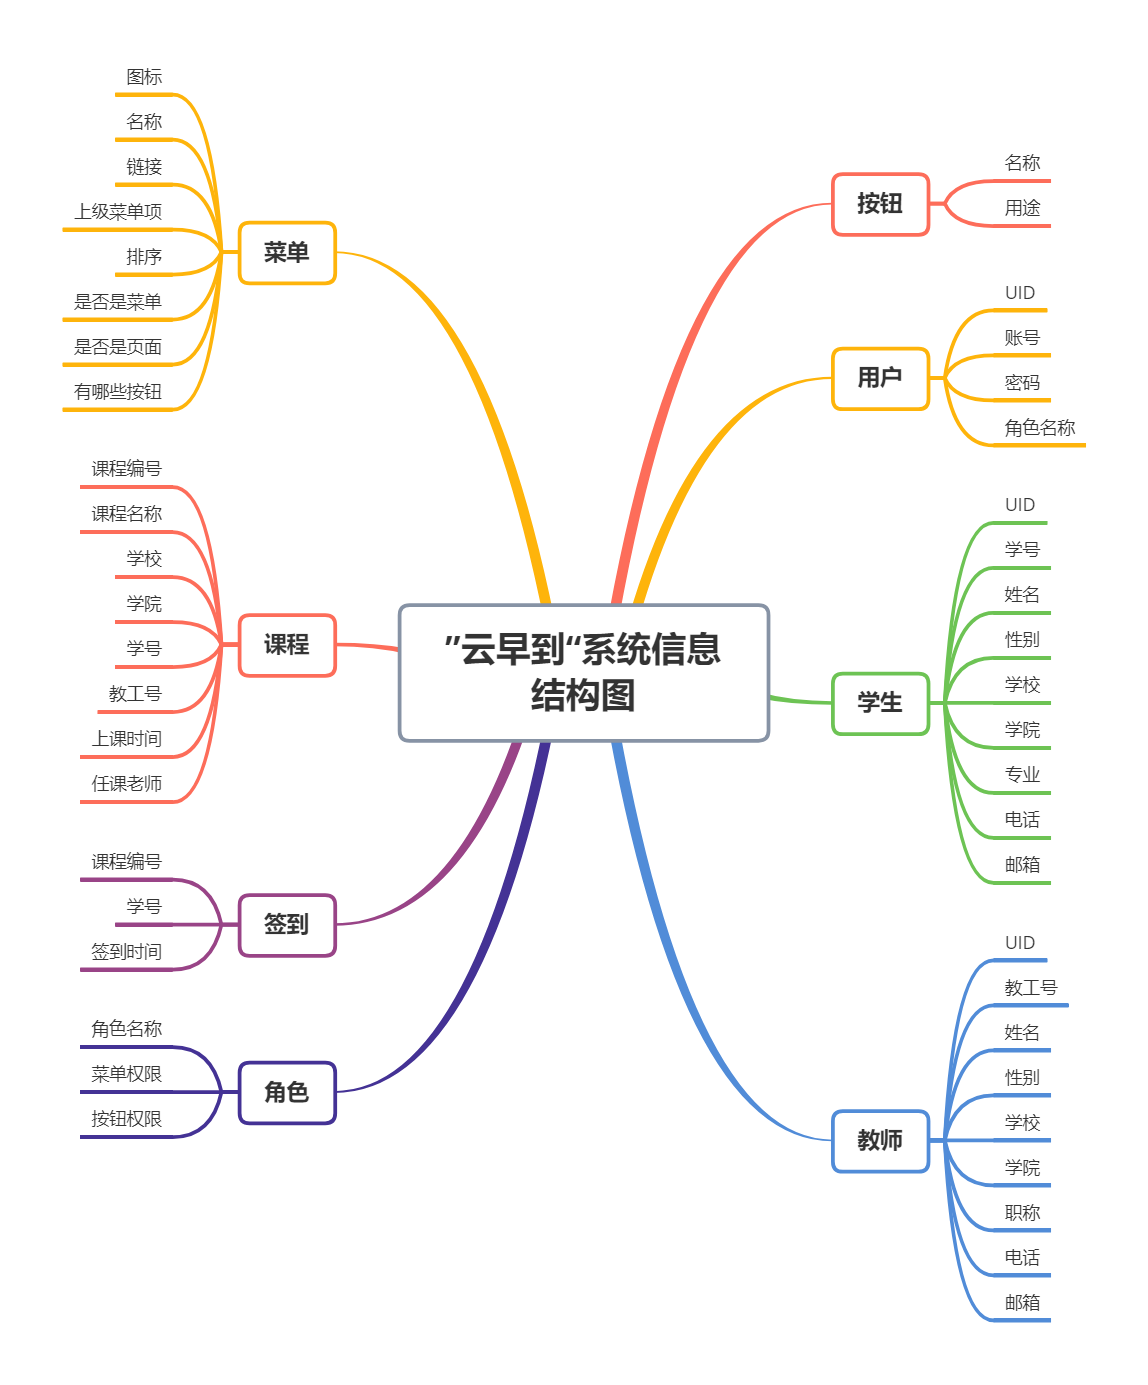 ”云早到“系统信息
结构图
按钮
名称
用途
用户
UID
账号
密码
角色名称
学生
UID
学号
姓名
性别
学校
学院
专业
电话
邮箱
教师
UID
教工号
姓名
性别
学校
学院
职称
电话
邮箱
菜单
图标
名称
链接
上级菜单项
排序
是否是菜单
是否是页面
有哪些按钮
课程
课程编号
课程名称
学校
学院
学号
教工号
上课时间
任课老师
签到
课程编号
学号
签到时间
角色
角色名称
菜单权限
按钮权限